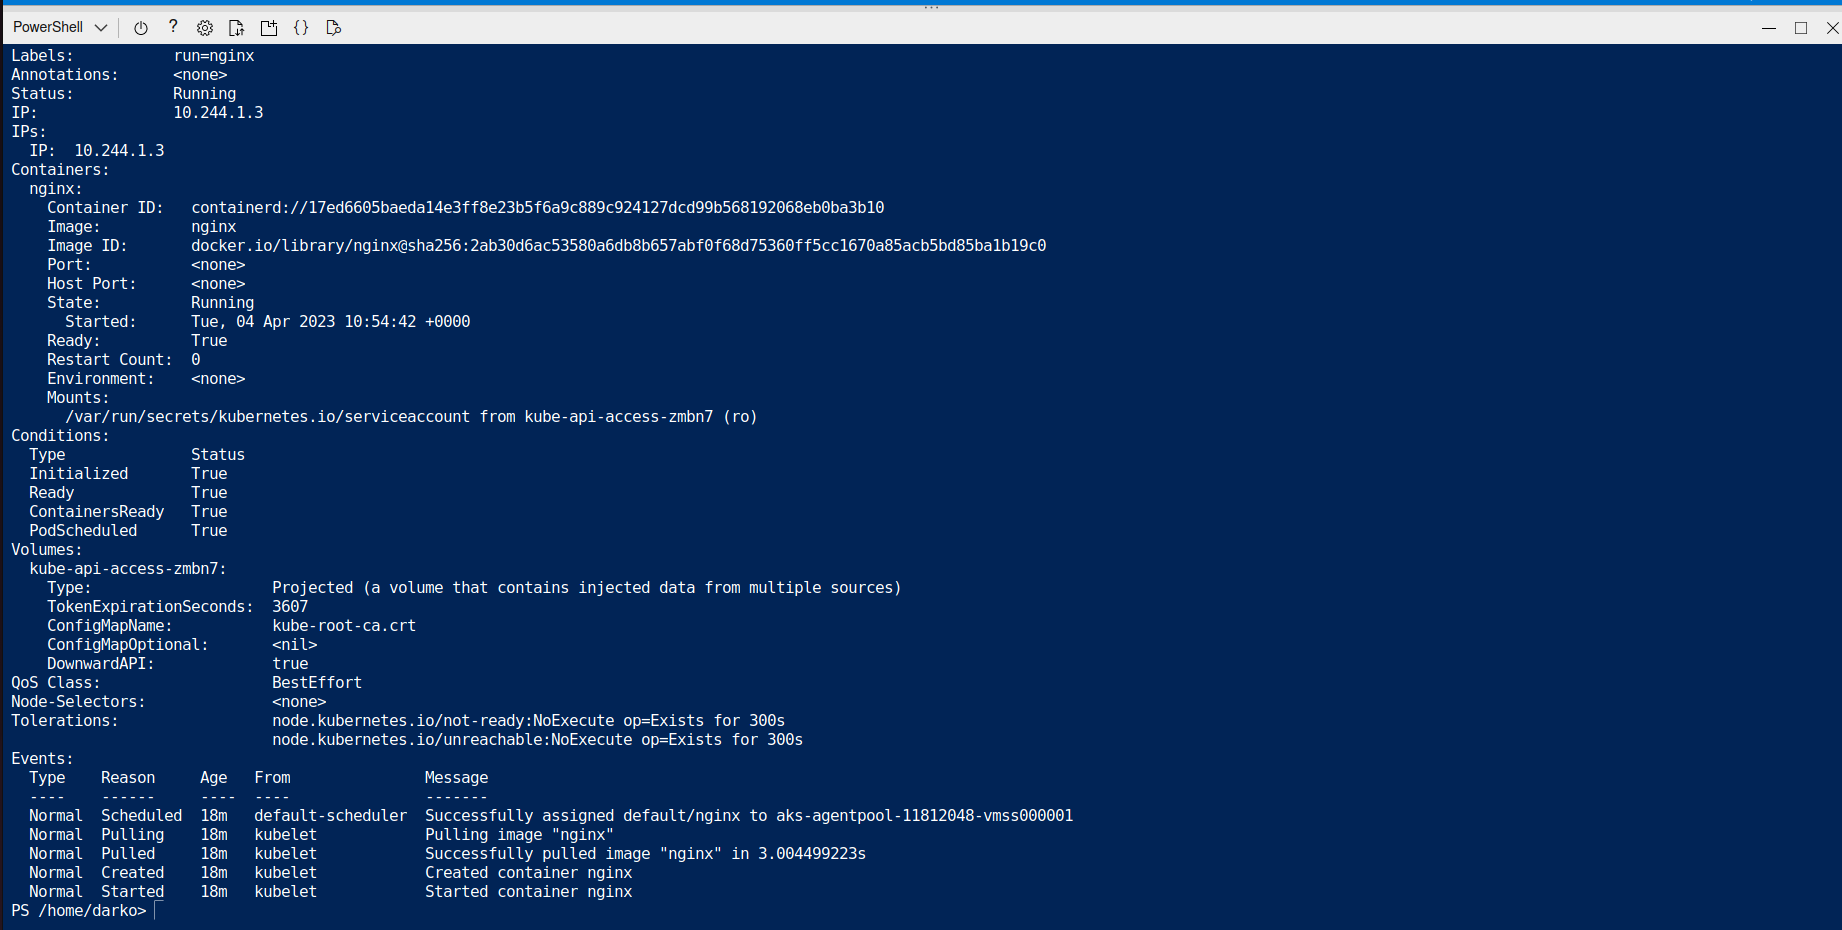 PowerShell
Labels:           run=nginx
Annotations:      <none>
Status:           Running
IP:               10.244.1.3
IPs:
  IP:  10.244.1.3
Containers:
  nginx:
    Container ID:   containerd://17ed6605baeda14e3ff8e23b5f6a9c889c924127dcd99b568192068eb0ba3b10
    Image:          nginx
    Image ID:       docker.io/library/nginx@sha256:2ab30d6ac53580a6db8b657abf0f68d75360ff5cc1670a85acb5bd85ba1b19c0
    Port:           <none>
    Host Port:      <none>
    State:          Running
      Started:      Tue, 04 Apr 2023 10:54:42 +0000
    Ready:          True
    Restart Count:  0
    Environment:    <none>
    Mounts:
      /var/run/secrets/kubernetes.io/serviceaccount from kube-api-access-zmbn7 (ro)
Conditions:
  Type              Status
  Initialized       True
  Ready             True
  ContainersReady   True
  PodScheduled      True
Volumes:
  kube-api-access-zmbn7:
    Type:                    Projected (a volume that contains injected data from multiple sources)
    TokenExpirationSeconds:  3607
    ConfigMapName:           kube-root-ca.crt
    ConfigMapOptional:       <nil>
    DownwardAPI:             true
QoS Class:                   BestEffort
Node-Selectors:              <none>
Tolerations:                 node.kubernetes.io/not-ready:NoExecute op=Exists for 300s
                             node.kubernetes.io/unreachable:NoExecute op=Exists for 300s
Events:
  Type    Reason     Age   From               Message
  ----    ------     ----  ----               -------
  Normal  Scheduled  18m   default-scheduler  Successfully assigned default/nginx to aks-agentpool-11812048-vmss000001
  Normal  Pulling    18m   kubelet            Pulling image "nginx"
  Normal  Pulled     18m   kubelet            Successfully pulled image "nginx" in 3.004499223s
  Normal  Created    18m   kubelet            Created container nginx
  Normal  Started    18m   kubelet            Started container nginx
PS /home/darko>